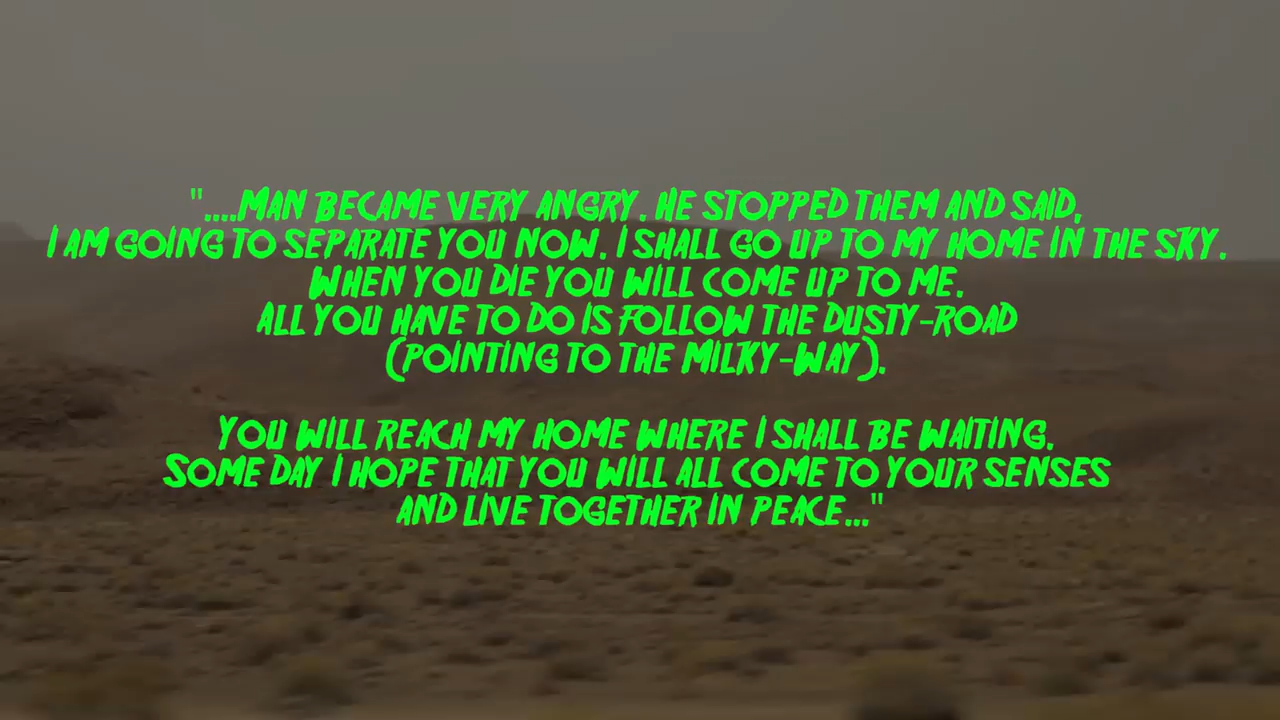 "....Man became very angry. He stopped them and said,
I am going to separate you now. I shall go up to my home in the sky.
When you die you will come up to me.
All you have to do is follow the dusty-road
(pointing to the Milky-Way).
You will reach my home where I shall be waiting.
Some day I hope that you will all come to your senses
and live together in peace..."